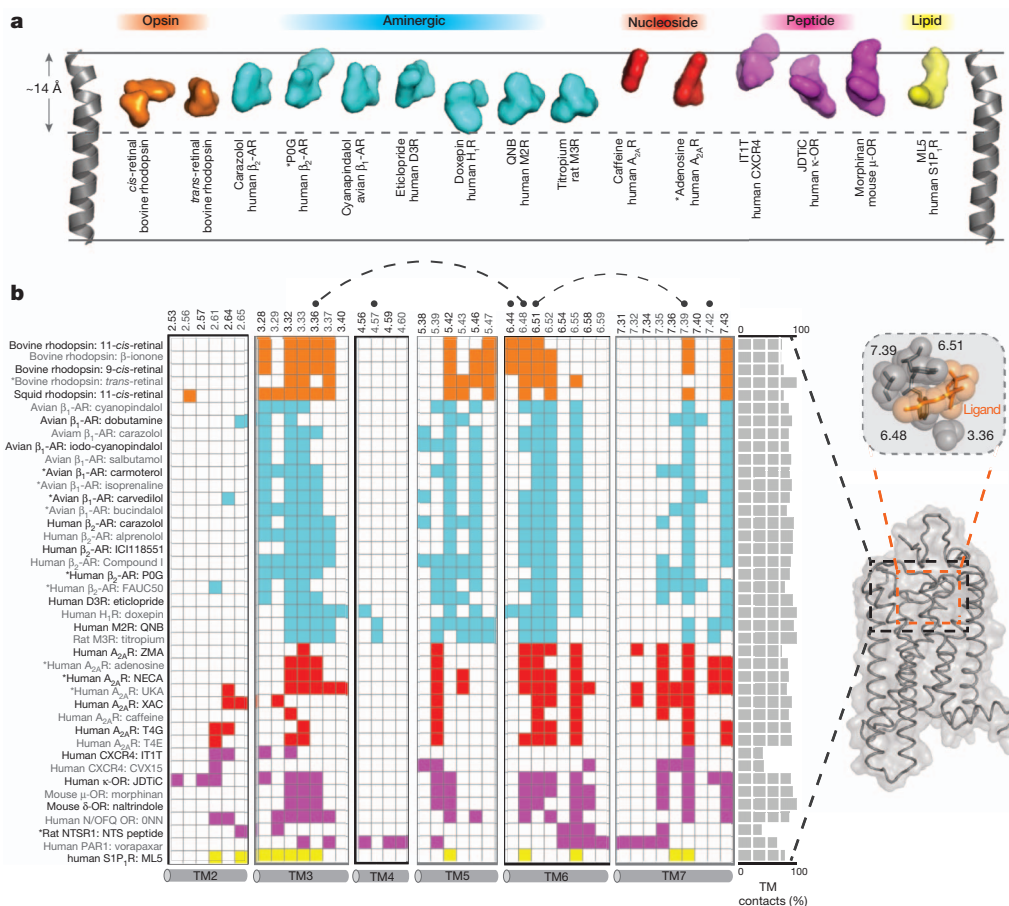 a
Opsin Aminergic Nucleoside Peptide Lipid
~14 Å
cis-retinal bovine rhodopsin
trans-retinal bovine rhodopsin
Carazolol human β2-AR
*P0G human β2-AR
Cyanapindalol avian β1-AR
Eticlopride human D3R
Doxepin human H1R
QNB human M2R
Titropium rat M3R
Caffeine human A2AR
*Adenosine human A2AR
IT1T human CXCR4
JDTiC human κ-OR
Morphinan mouse μ-OR
ML5 human S1P1R
b
2.53 2.56 2.57 2.61 2.64 2.65
3.28 3.29 3.32 3.33 3.36 3.37 3.40
4.56 4.57 4.59 4.60
5.38 5.39 5.42 5.43 5.46 5.47
6.44 6.48 6.51 6.52 6.54 6.55 6.58 6.59
7.31 7.32 7.34 7.35 7.36 7.39 7.40 7.42 7.43
0 100
Bovine rhodopsin: 11-cis-retinal
Bovine rhodopsin: β-ionone
Bovine rhodopsin: 9-cis-retinal
*Bovine rhodopsin: trans-retinal
Squid rhodopsin: 11-cis-retinal
Avian β1-AR: cyanopindalol
Avian β1-AR: dobutamine
Aviam β1-AR: carazolol
Avian β1-AR: iodo-cyanopindalol
Avian β1-AR: salbutamol
*Avian β1-AR: carmoterol
*Avian β1-AR: isoprenaline
*Avian β1-AR: carvedilol
*Avian β1-AR: bucindalol
Human β2-AR: carazolol
Human β2-AR: alprenolol
Human β2-AR: ICI118551
Human β2-AR: Compound I
*Human β2-AR: P0G
*Human β2-AR: FAUC50
Human D3R: eticlopride
Human H1R: doxepin
Human M2R: QNB
Rat M3R: titropium
Human A2AR: ZMA
*Human A2AR: adenosine
*Human A2AR: NECA
*Human A2AR: UKA
Human A2AR: XAC
Human A2AR: caffeine
Human A2AR: T4G
Human A2AR: T4E
Human CXCR4: IT1T
Human CXCR4: CVX15
Human κ-OR: JDTiC
Mouse μ-OR: morphinan
Mouse δ-OR: naltrindole
Human N/OFQ OR: 0NN
*Rat NTSR1: NTS peptide
Human PAR1: vorapaxar
human S1P1R: ML5
TM2 TM3 TM4 TM5 TM6 TM7
0 100
TM
contacts (%)
7.39 6.51
Ligand
6.48 3.36